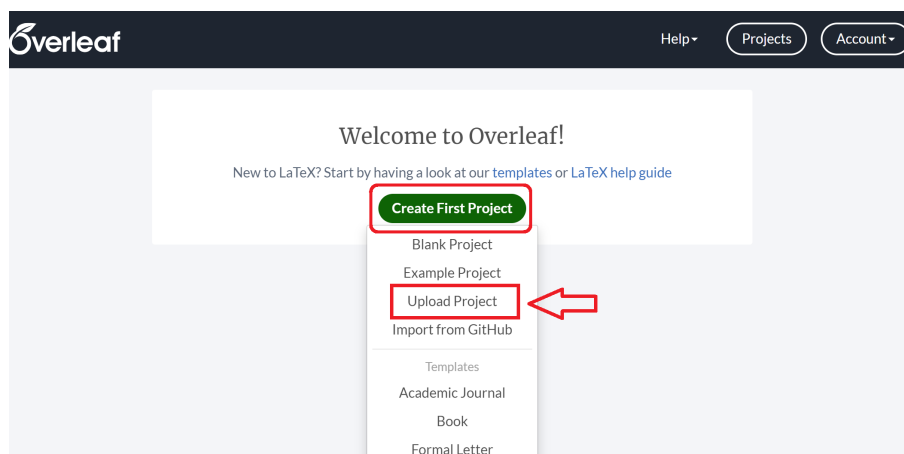 Overleaf
Help
Projects
Account
Welcome to Overleaf!
New to LaTeX? Start by having a look at our templates or LaTeX help guide
Create First Project
Blank Project
Example Project
Upload Project
Import from GitHub
Templates
Academic Journal
Book
Formal Letter